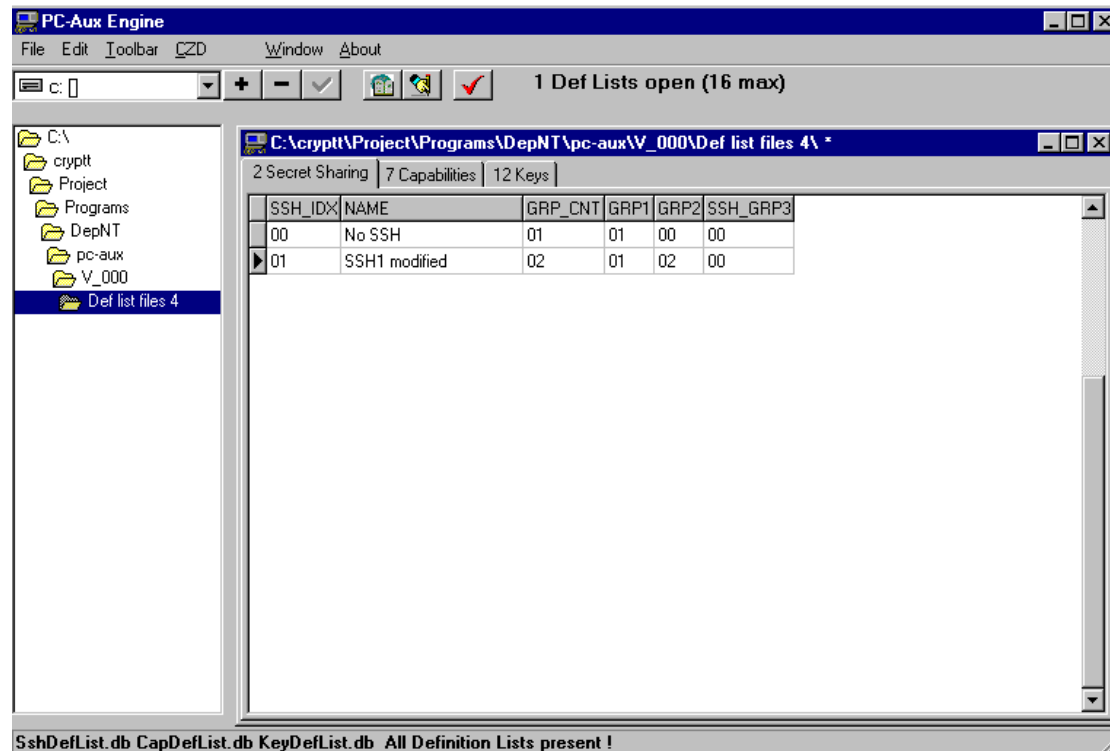 PC-Aux Engine
File Edit Toolbar CZD Window About
c: []
1 Def Lists open (16 max)
C:\
cryptt
Project
Programs
DepNT
pc-aux
V_000
Def list files 4
C:\cryptt\Project\Programs\DepNT\pc-aux\V_000\Def list files 4\ *
2 Secret Sharing 7 Capabilities 12 Keys
SSH_IDX NAME GRP_CNT GRP1 GRP2 SSH_GRP3
00 No SSH 01 01 00 00
01 SSH1 modified 02 01 02 00
SshDefList.db CapDefList.db KeyDefList.db All Definition Lists present !